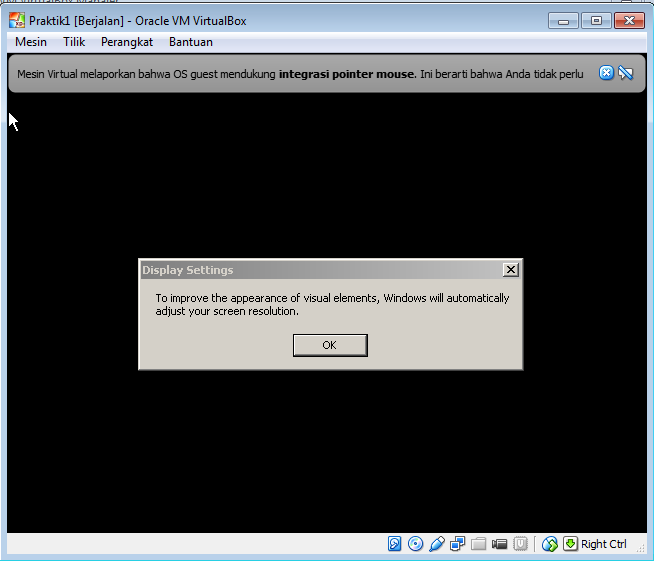 Praktik1 [Berjalan] - Oracle VM VirtualBox
Mesin Tilik Perangkat Bantuan
Mesin Virtual melaporkan bahwa OS guest mendukung integrasi pointer mouse. Ini berarti bahwa Anda tidak perlu
Display Settings
To improve the appearance of visual elements, Windows will automatically
adjust your screen resolution.
OK
Right Ctrl